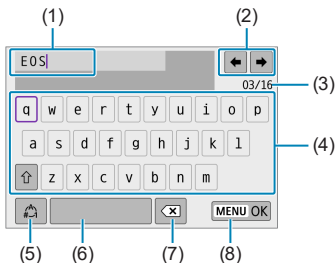 (1) (2)
EOS
03/16 (3)
q w e r t y u i o p
a s d f g h j k l (4)
z x c v b n m
MENU OK
(5) (6) (7) (8)